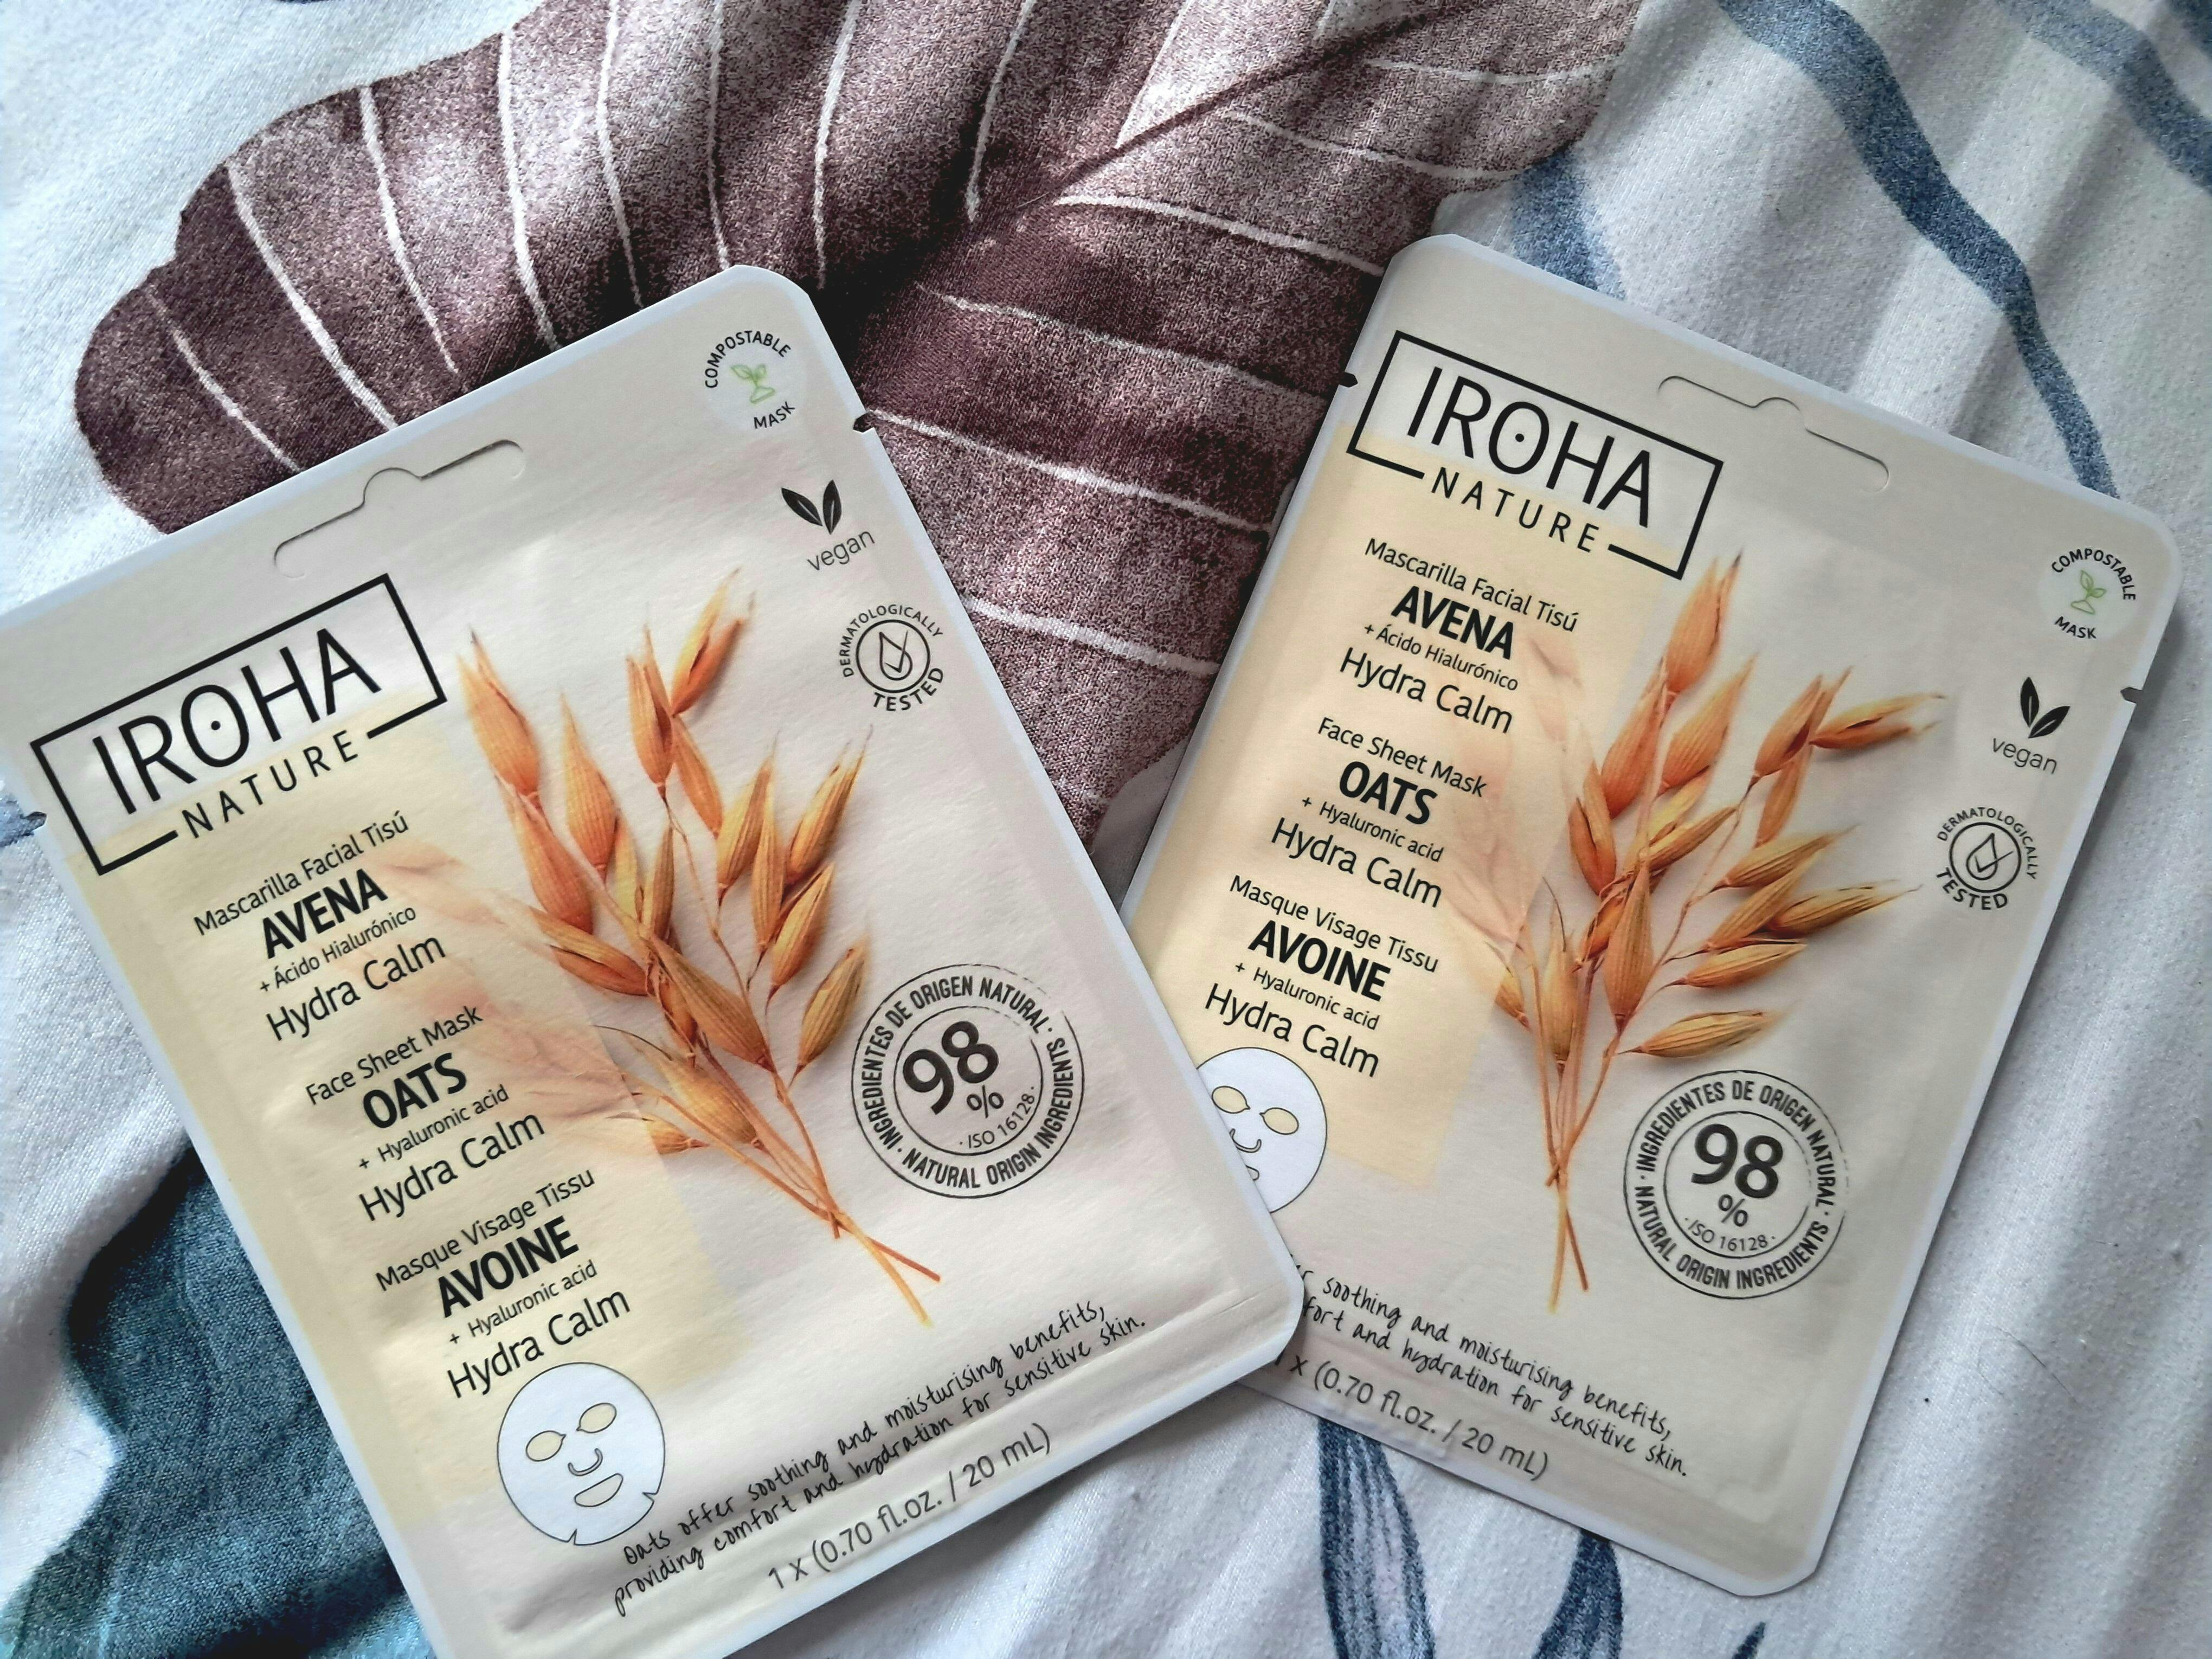 COMPOSTABLE
MASK
vegan
DERMATOLOGICALLY
TESTED
IROHA
NATURE
Mascarilla Facial Tisú
AVENA
+ Ácido Hialurónico
Hydra Calm
Face Sheet Mask
OATS
+ Hyaluronic acid
Hydra Calm
Masque Visage Tissu
AVOINE
+ Hyaluronic acid
Hydra Calm
· INGREDIENTES DE ORIGEN NATURAL ·
98
%
· ISO 16128 ·
NATURAL ORIGIN INGREDIENTS
Oats offer soothing and moisturising benefits,
providing comfort and hydration for sensitive skin.
1 x (0.70 fl.oz. / 20 mL)
IROHA
NATURE
COMPOSTABLE
MASK
vegan
DERMATOLOGICALLY
TESTED
Mascarilla Facial Tisú
AVENA
+ Ácido Hialurónico
Hydra Calm
Face Sheet Mask
OATS
+ Hyaluronic acid
Hydra Calm
Masque Visage Tissu
AVOINE
+ Hyaluronic acid
Hydra Calm
· INGREDIENTES DE ORIGEN NATURAL ·
98
%
· ISO 16128 ·
NATURAL ORIGIN INGREDIENTS
soothing and moisturising benefits,
and hydration for sensitive skin.
1 x (0.70 fl.oz. / 20 mL)